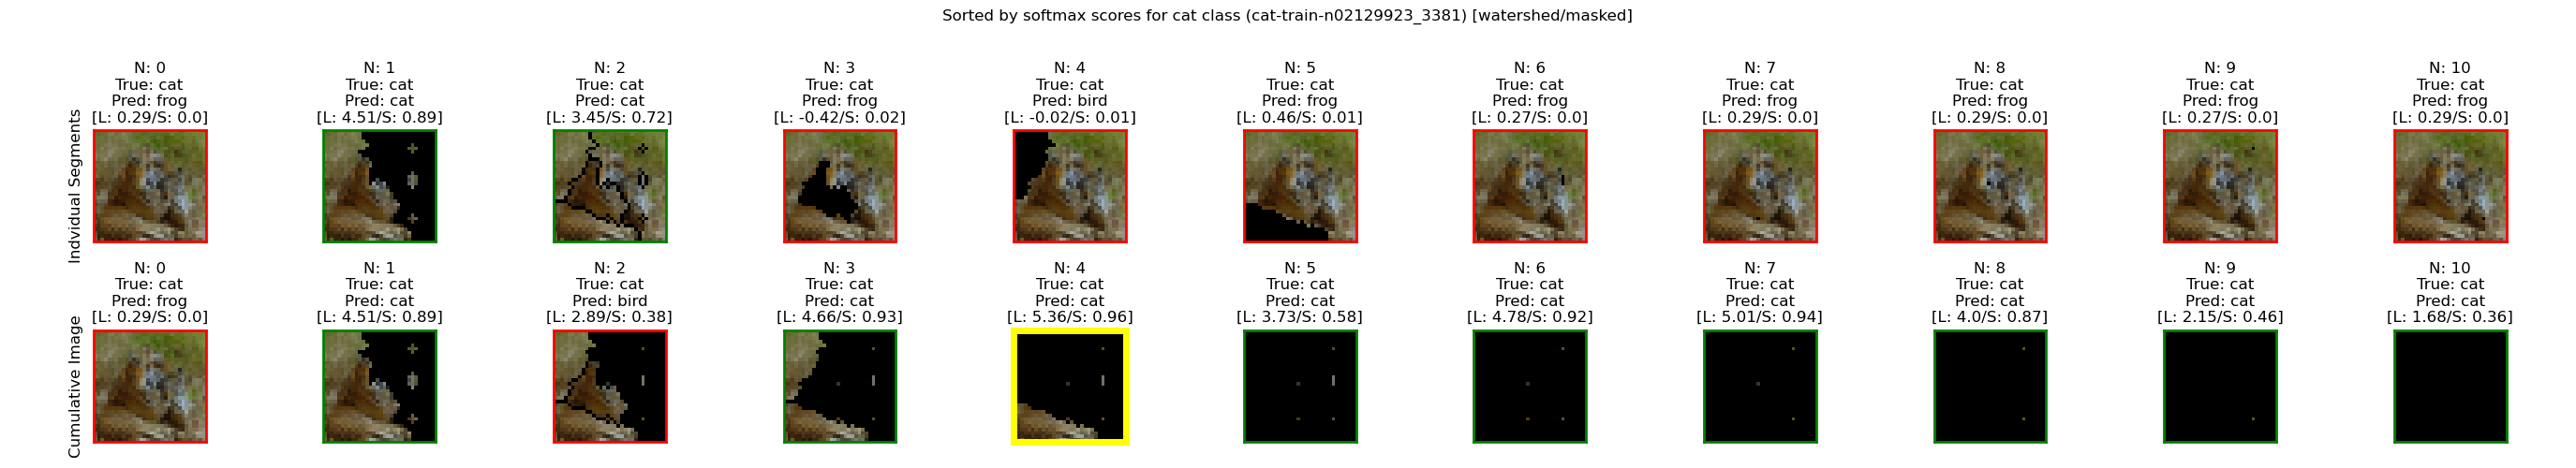 Sorted by softmax scores for cat class (cat-train-n02129923_3381) [watershed/masked]
Indvidual Segments
N: 0
True: cat
Pred: frog
[L: 0.29/S: 0.0]
N: 1
True: cat
Pred: cat
[L: 4.51/S: 0.89]
N: 2
True: cat
Pred: cat
[L: 3.45/S: 0.72]
N: 3
True: cat
Pred: frog
[L: -0.42/S: 0.02]
N: 4
True: cat
Pred: bird
[L: -0.02/S: 0.01]
N: 5
True: cat
Pred: frog
[L: 0.46/S: 0.01]
N: 6
True: cat
Pred: frog
[L: 0.27/S: 0.0]
N: 7
True: cat
Pred: frog
[L: 0.29/S: 0.0]
N: 8
True: cat
Pred: frog
[L: 0.29/S: 0.0]
N: 9
True: cat
Pred: frog
[L: 0.27/S: 0.0]
N: 10
True: cat
Pred: frog
[L: 0.29/S: 0.0]
Cumulative Image
N: 0
True: cat
Pred: frog
[L: 0.29/S: 0.0]
N: 1
True: cat
Pred: cat
[L: 4.51/S: 0.89]
N: 2
True: cat
Pred: bird
[L: 2.89/S: 0.38]
N: 3
True: cat
Pred: cat
[L: 4.66/S: 0.93]
N: 4
True: cat
Pred: cat
[L: 5.36/S: 0.96]
N: 5
True: cat
Pred: cat
[L: 3.73/S: 0.58]
N: 6
True: cat
Pred: cat
[L: 4.78/S: 0.92]
N: 7
True: cat
Pred: cat
[L: 5.01/S: 0.94]
N: 8
True: cat
Pred: cat
[L: 4.0/S: 0.87]
N: 9
True: cat
Pred: cat
[L: 2.15/S: 0.46]
N: 10
True: cat
Pred: cat
[L: 1.68/S: 0.36]